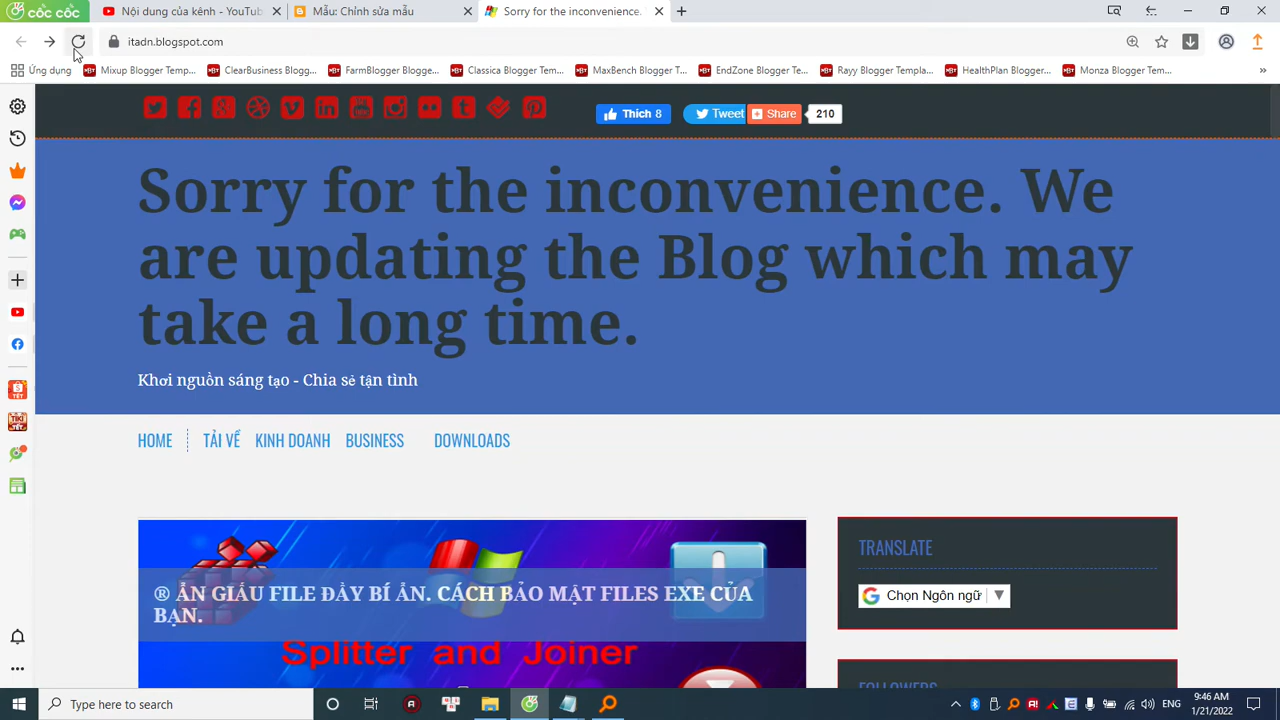 cốc cốc
Nội dung của kênh - YouTub
Mẫu: Chỉnh sửa mẫu
Sorry for the inconvenience.
itadn.blogspot.com
Ứng dụng
Mixup Blogger Temp...
ClearBusiness Blogg...
FarmBlogger Blogge...
Classica Blogger Tem...
MaxBench Blogger T...
EndZone Blogger Te...
Rayy Blogger Templa...
HealthPlan Blogger...
Monza Blogger Tem...
Thích 8
Tweet
Share
210
Sorry for the inconvenience. We
are updating the Blog which may
take a long time.
Khơi nguồn sáng tạo - Chia sẻ tận tình
HOME
TẢI VỀ
KINH DOANH
BUSINESS
DOWNLOADS
® ẨN GIẤU FILE ĐẦY BÍ ẨN. CÁCH BẢO MẬT FILES EXE CỦA
BẠN.
Splitter and Joiner
TRANSLATE
Chọn Ngôn ngữ
FOLLOWERS
Type here to search
ENG
9:46 AM
1/21/2022